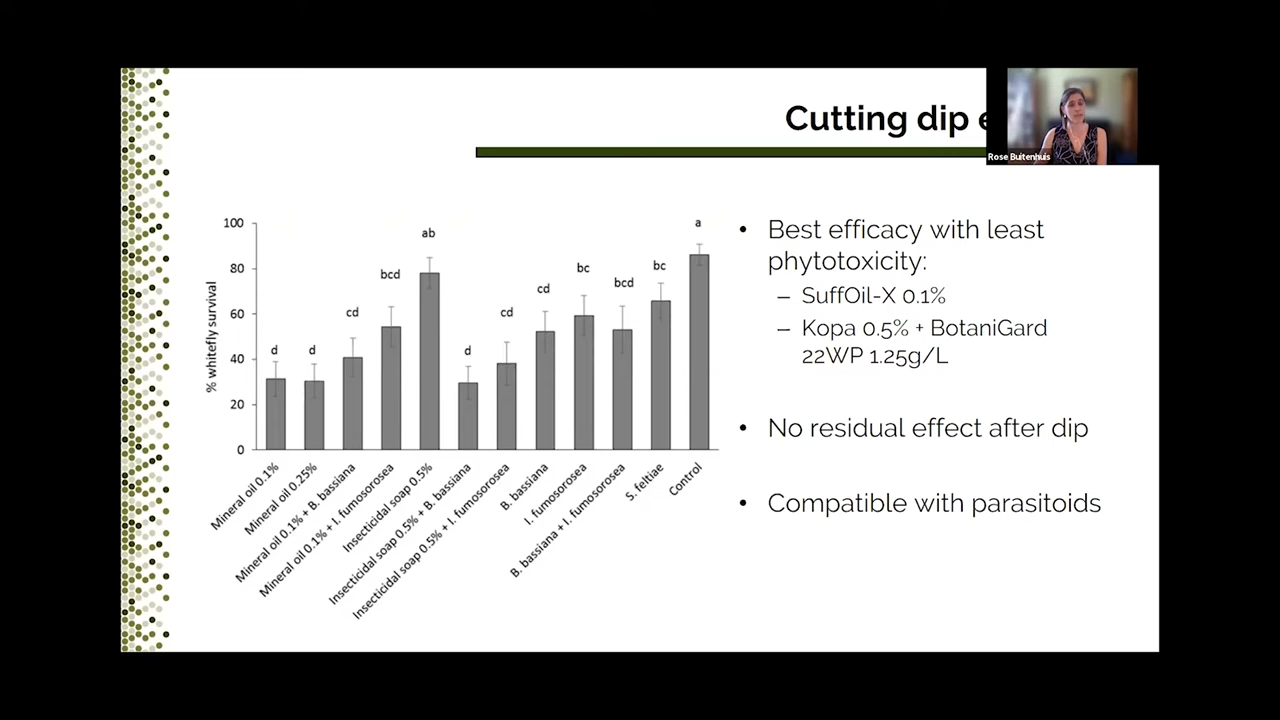 Cutting dip
Rose Buitenhuis
% whitefly survival
100
80
60
40
20
0
d
d
cd
bcd
ab
d
cd
cd
bc
bcd
bc
a
Mineral oil 0.1%
Mineral oil 0.25%
Mineral oil 0.1% + B. bassiana
Mineral oil 0.1% + I. fumosorosea
Insecticidal soap 0.5%
Insecticidal soap 0.5% + B. bassiana
Insecticidal soap 0.5% + I. fumosorosea
B. bassiana
I. fumosorosea
B. bassiana + I. fumosorosea
S. feltiae
Control
• Best efficacy with least
phytotoxicity:
– SuffOil-X 0.1%
– Kopa 0.5% + BotaniGard
22WP 1.25g/L
• No residual effect after dip
• Compatible with parasitoids